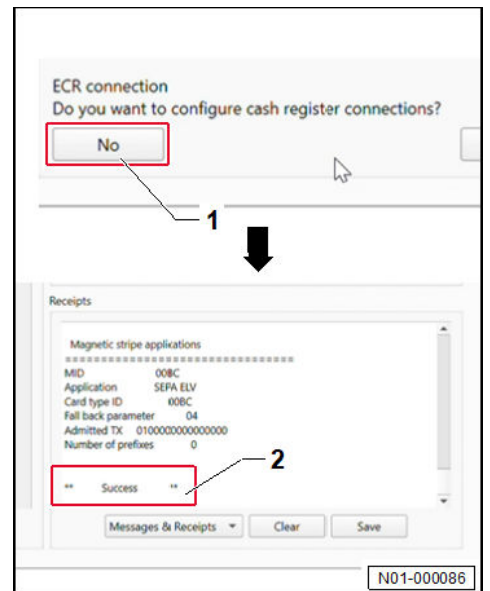 ECR connection
Do you want to configure cash register connections?
No
1
Receipts
Magnetic stripe applications
================================
MID 00BC
Application SEPA ELV
Card type ID 00BC
Fall back parameter 04
Admitted TX 0100000000000000
Number of prefixes 0
2
** Success **
Messages & Receipts Clear Save
N01-000086